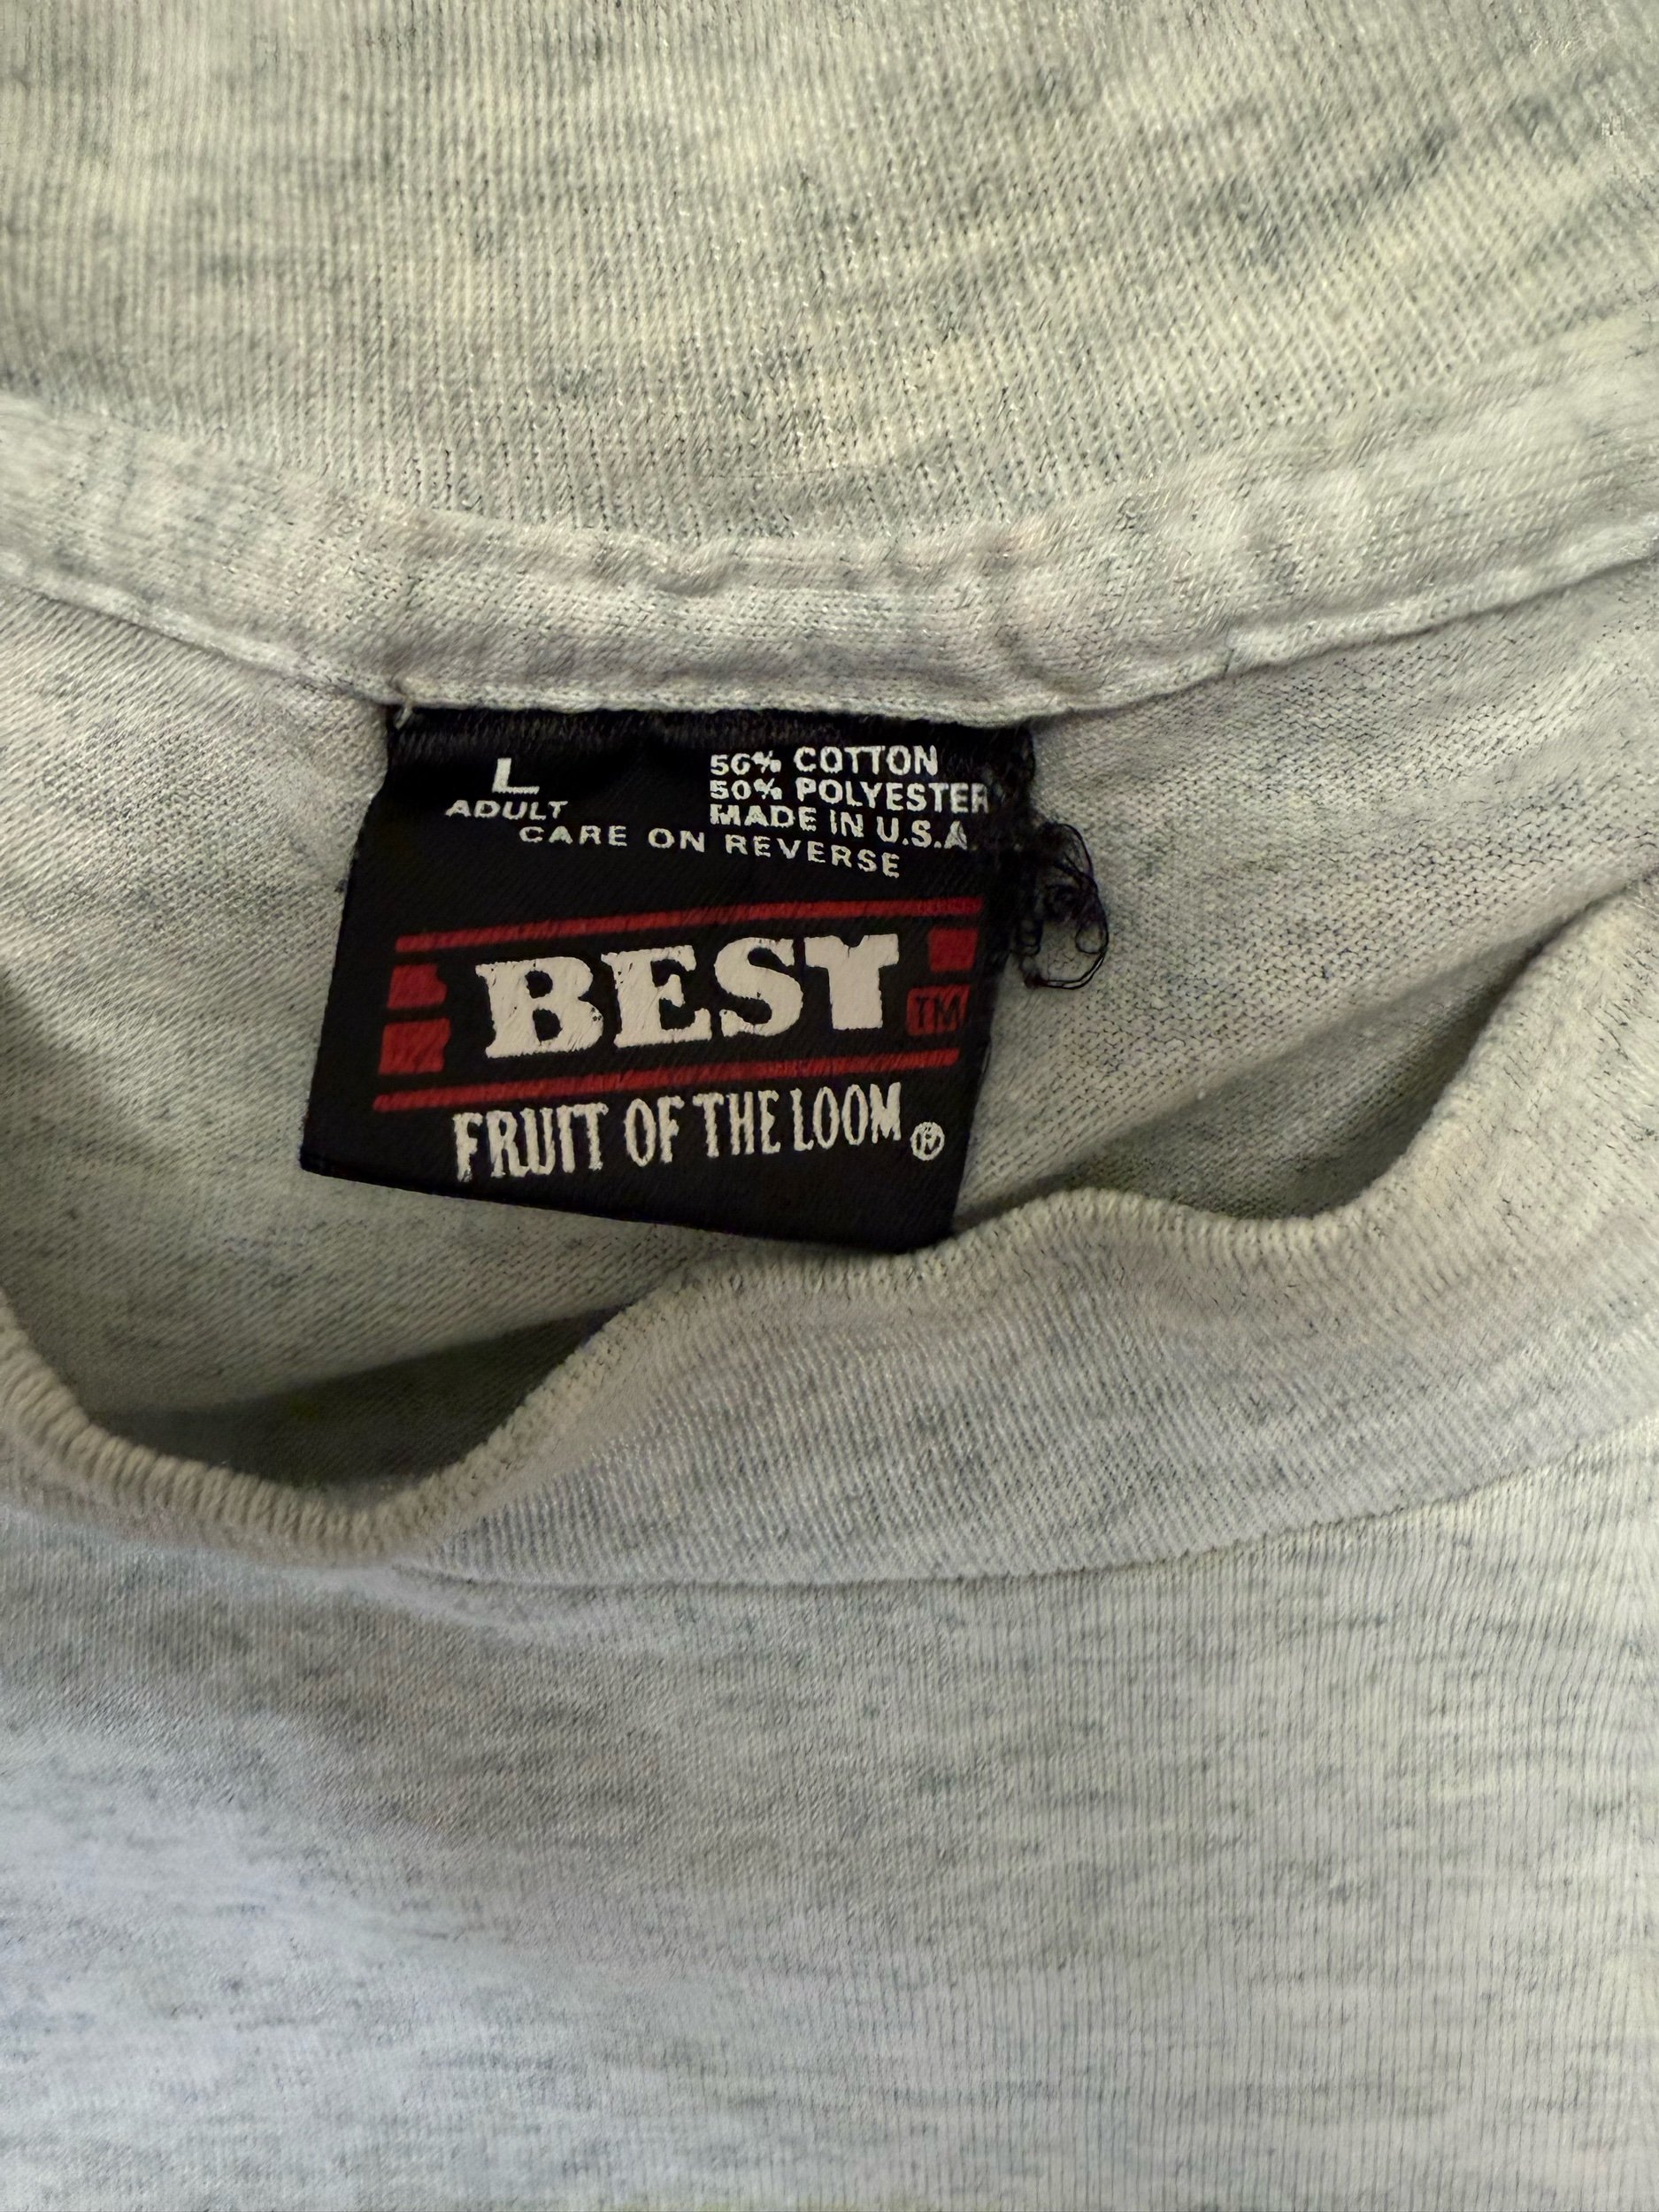 L
ADULT
50% COTTON
50% POLYESTER
MADE IN U.S.A.
CARE ON REVERSE
BEST
TM
FRUIT OF THE LOOM®